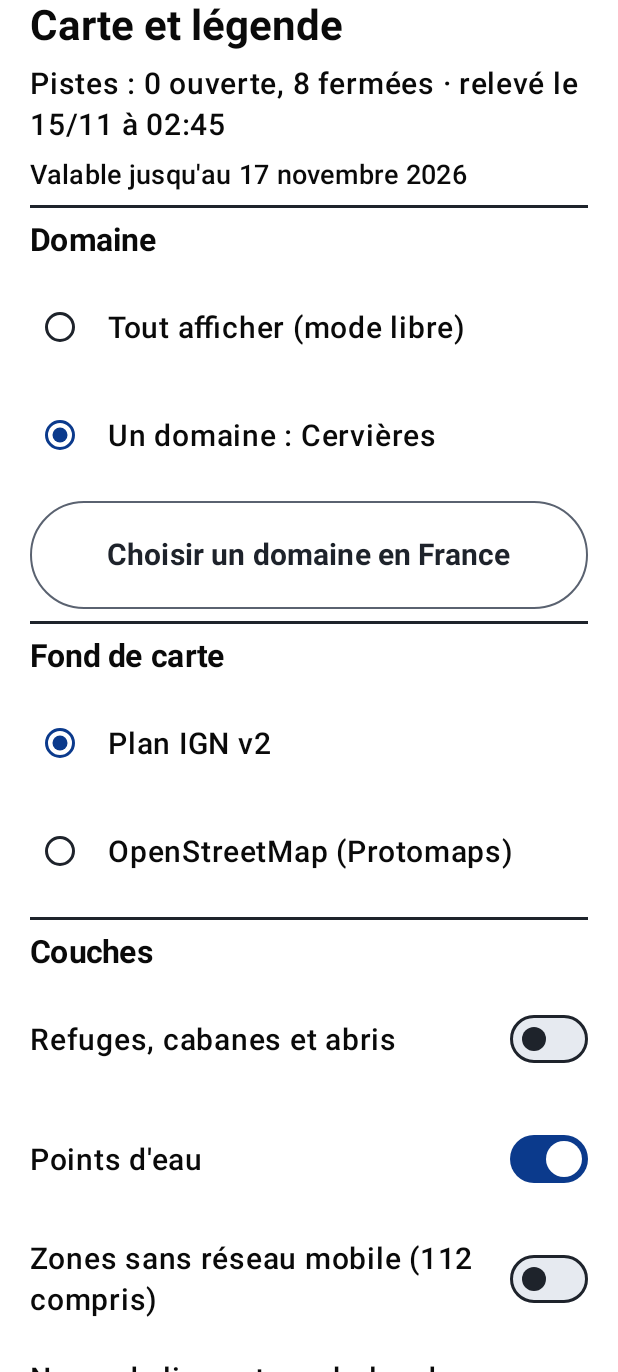 Carte et légende
Pistes : 0 ouverte, 8 fermées · relevé le
15/11 à 02:45
Valable jusqu'au 17 novembre 2026
Domaine
Tout afficher (mode libre)
Un domaine : Cervières
Choisir un domaine en France
Fond de carte
Plan IGN v2
OpenStreetMap (Protomaps)
Couches
Refuges, cabanes et abris
Points d'eau
Zones sans réseau mobile (112
compris)